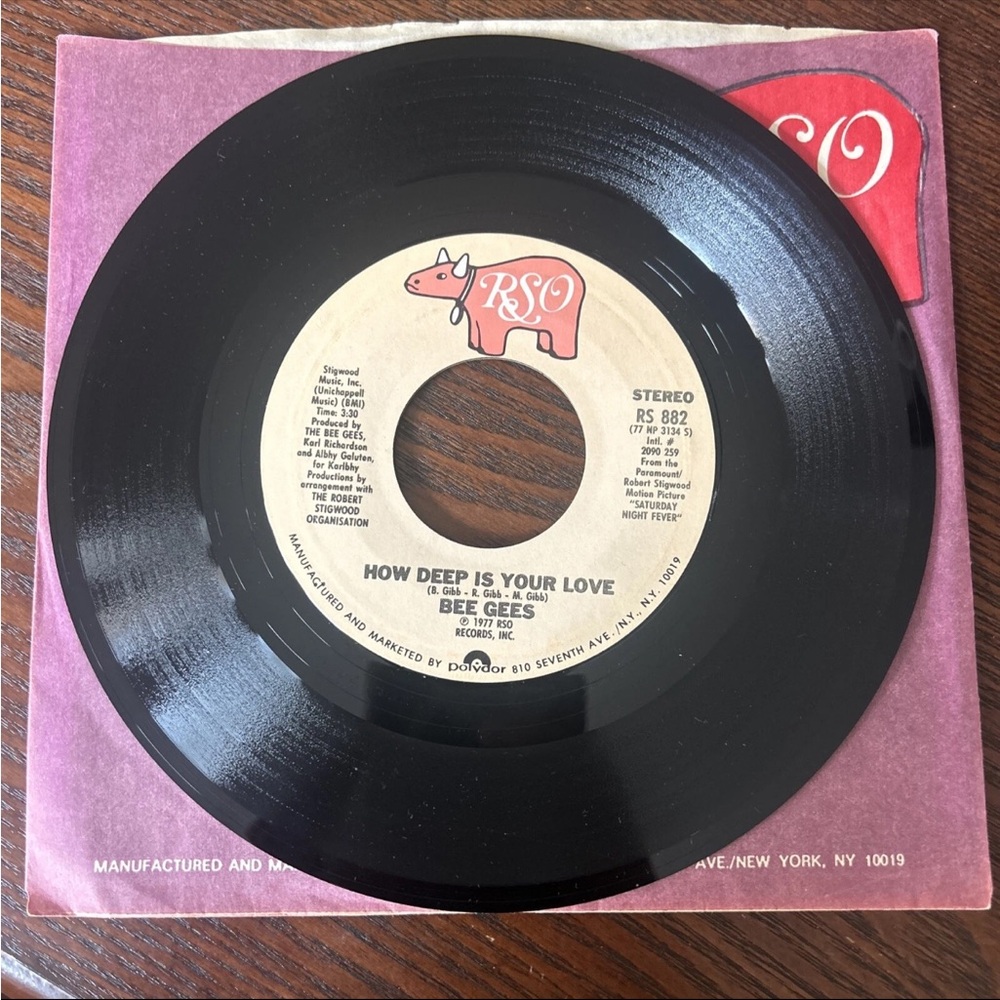 RSO
RSO
Stigwood
Music, Inc.
(Unichappell
Music) (BMI)
Time: 3:30
Produced by
THE BEE GEES,
Karl Richardson
and Albhy Galuten,
for Karlbhy
Productions by
arrangement with
THE ROBERT
STIGWOOD
ORGANISATION
STEREO
RS 882
(77 NP 3134 S)
Intl. #
2090 259
From the
Paramount/
Robert Stigwood
Motion Picture
"SATURDAY
NIGHT FEVER"
HOW DEEP IS YOUR LOVE
(B. Gibb - R. Gibb - M. Gibb)
BEE GEES
℗ 1977 RSO
RECORDS, INC.
MANUFACTURED AND MARKETED BY polydor 810 SEVENTH AVE./N.Y., N.Y. 10019
MANUFACTURED AND AVE./NEW YORK, NY 10019